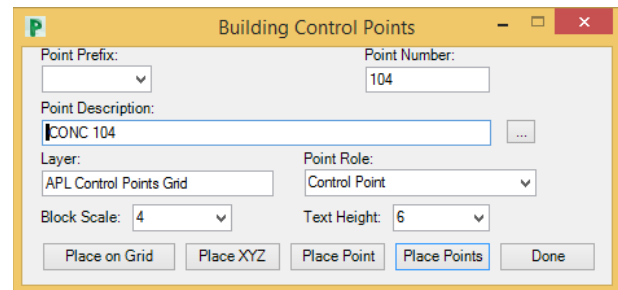 Building Control Points
Point Prefix: Point Number:
104
Point Description:
CONC 104 ...
Layer: Point Role:
APL Control Points Grid Control Point
Block Scale: 4 Text Height: 6
Place on Grid Place XYZ Place Point Place Points Done